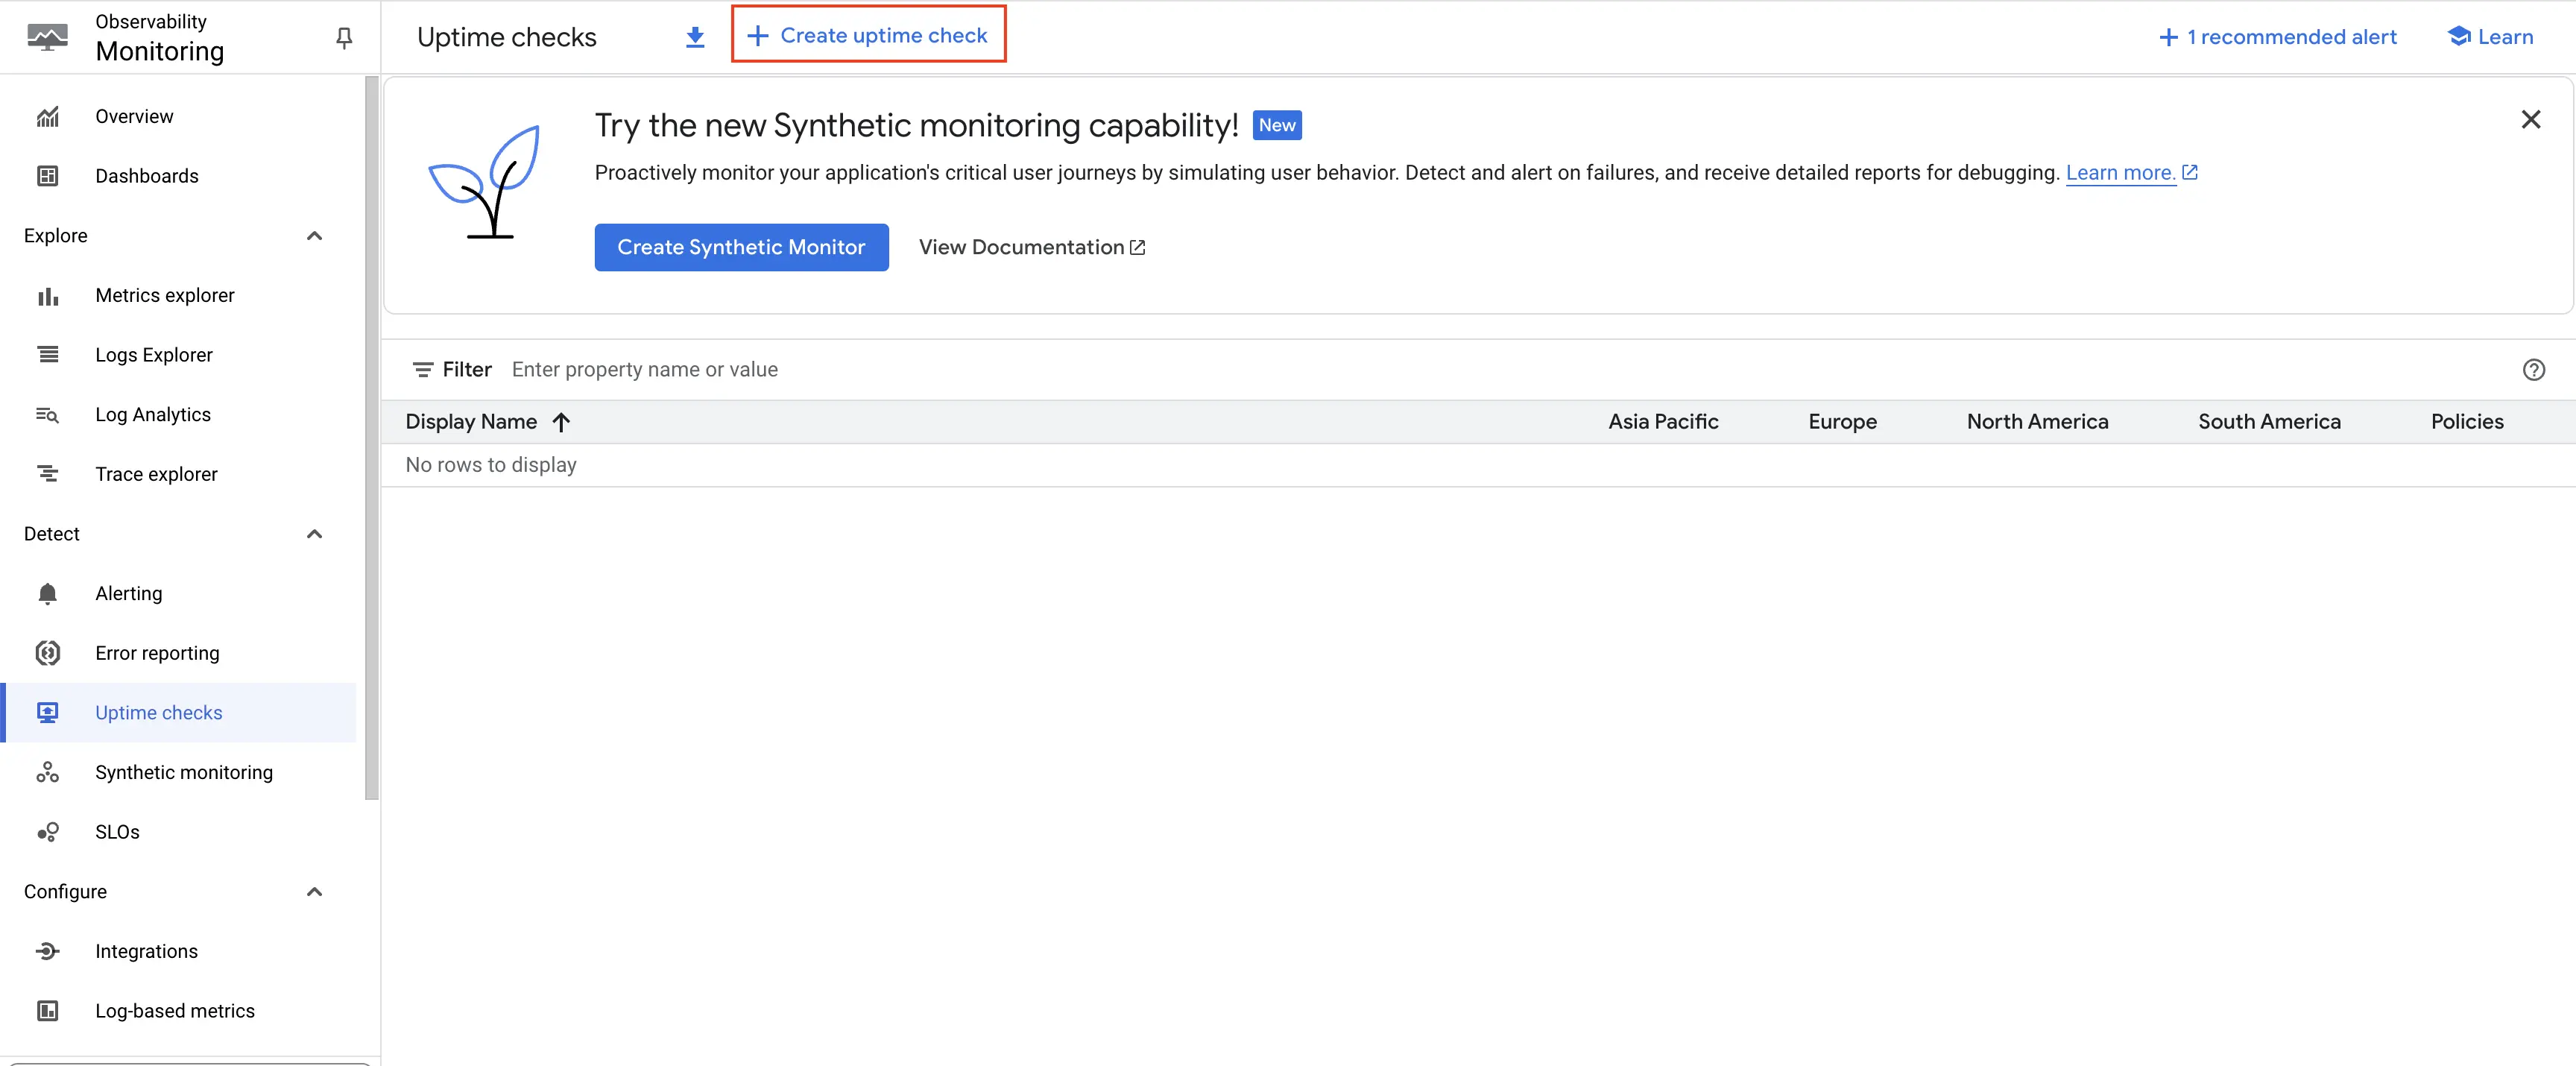 Observability
Monitoring
Uptime checks
Create uptime check
1 recommended alert
Learn
Overview
Dashboards
Explore
Metrics explorer
Logs Explorer
Log Analytics
Trace explorer
Detect
Alerting
Error reporting
Uptime checks
Synthetic monitoring
SLOs
Configure
Integrations
Log-based metrics
Try the new Synthetic monitoring capability! New
Proactively monitor your application's critical user journeys by simulating user behavior. Detect and alert on failures, and receive detailed reports for debugging. Learn more.
Create Synthetic Monitor
View Documentation
Filter Enter property name or value
Display Name Asia Pacific Europe North America South America Policies
No rows to display